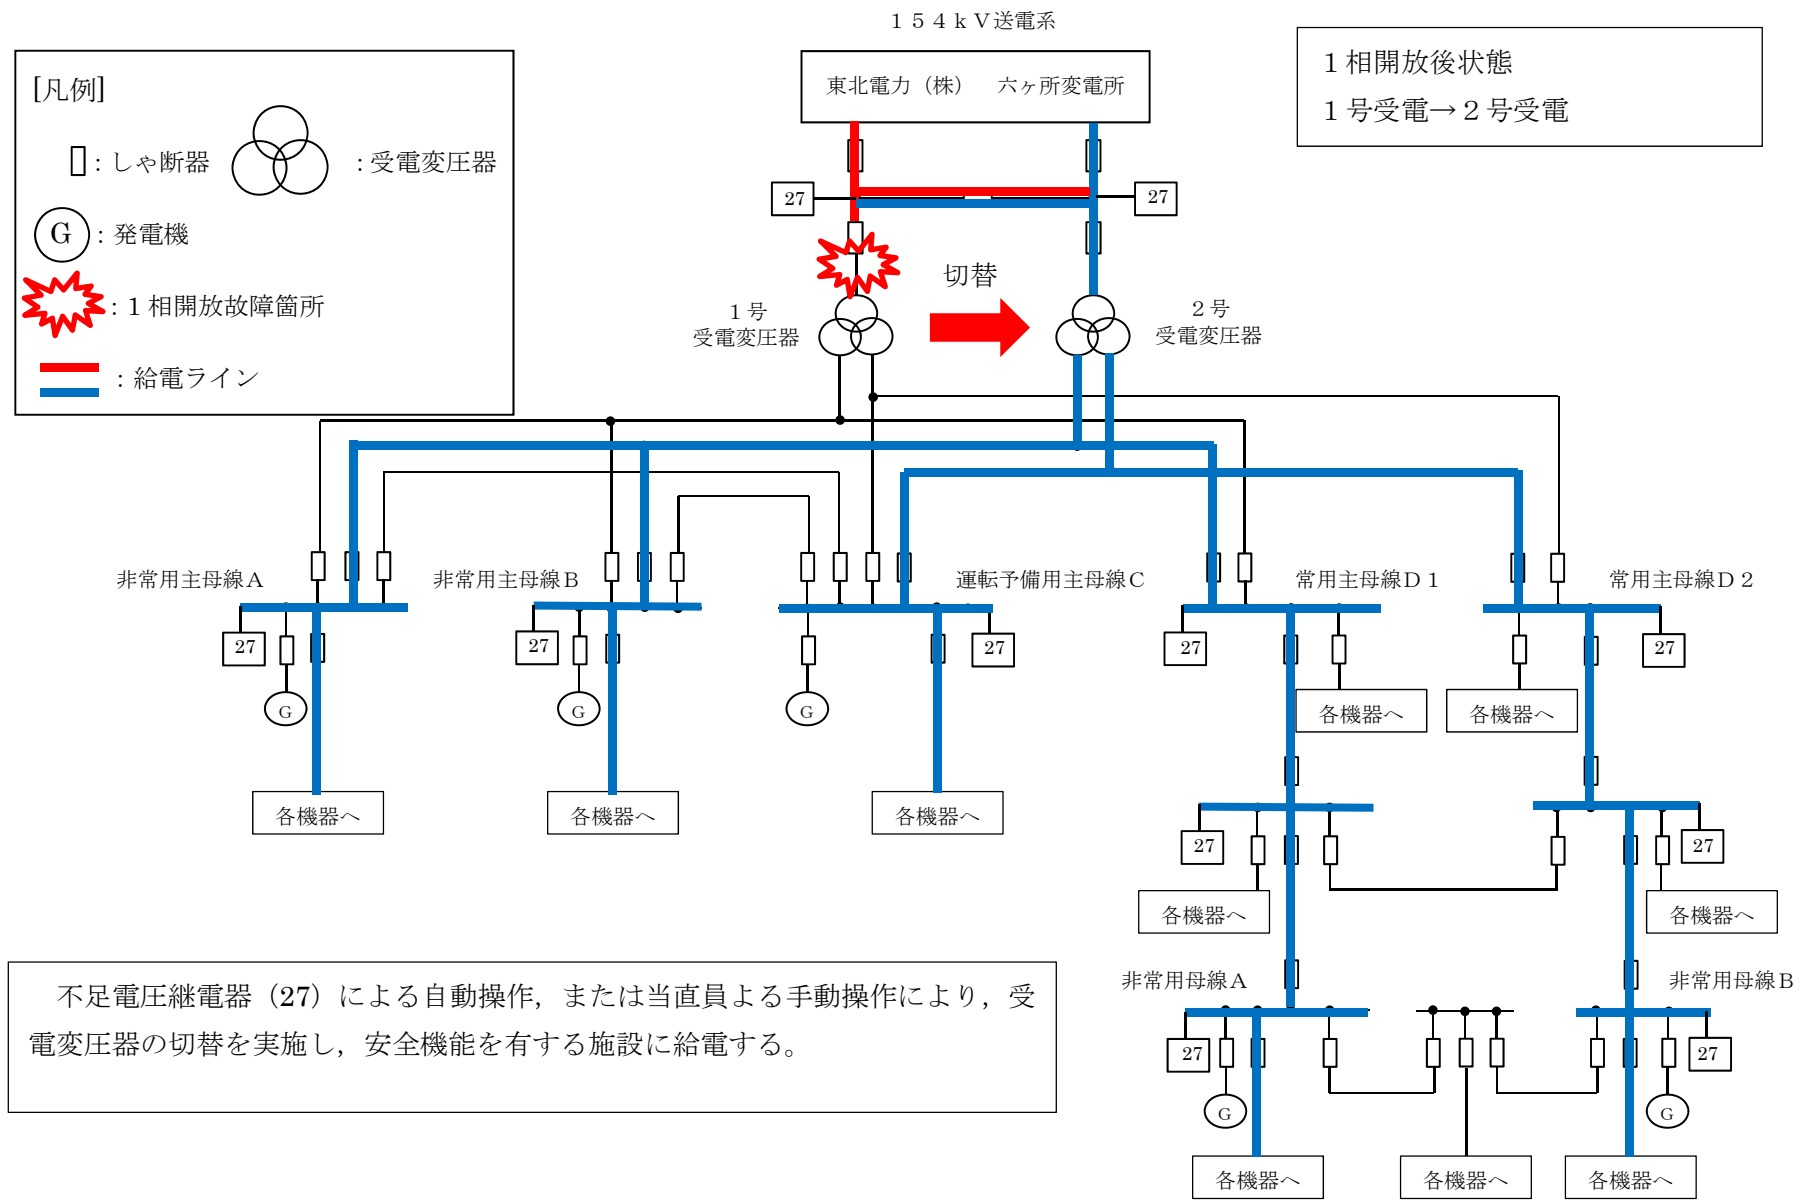 １５４ｋＶ送電系
東北電力（株）　六ヶ所変電所
１相開放後状態
１号受電→２号受電
[凡例]
：しゃ断器
：受電変圧器
G
：発電機
：１相開放故障箇所
：給電ライン
27
27
切替
１号
受電変圧器
２号
受電変圧器
非常用主母線Ａ
非常用主母線Ｂ
運転予備用主母線Ｃ
常用主母線Ｄ１
常用主母線Ｄ２
27
27
27
27
27
G
G
G
各機器へ
各機器へ
各機器へ
各機器へ
各機器へ
27
27
各機器へ
各機器へ
非常用母線Ａ
非常用母線Ｂ
27
27
G
G
各機器へ
各機器へ
各機器へ
不足電圧継電器（27）による自動操作，または当直員よる手動操作により，受
電変圧器の切替を実施し，安全機能を有する施設に給電する。